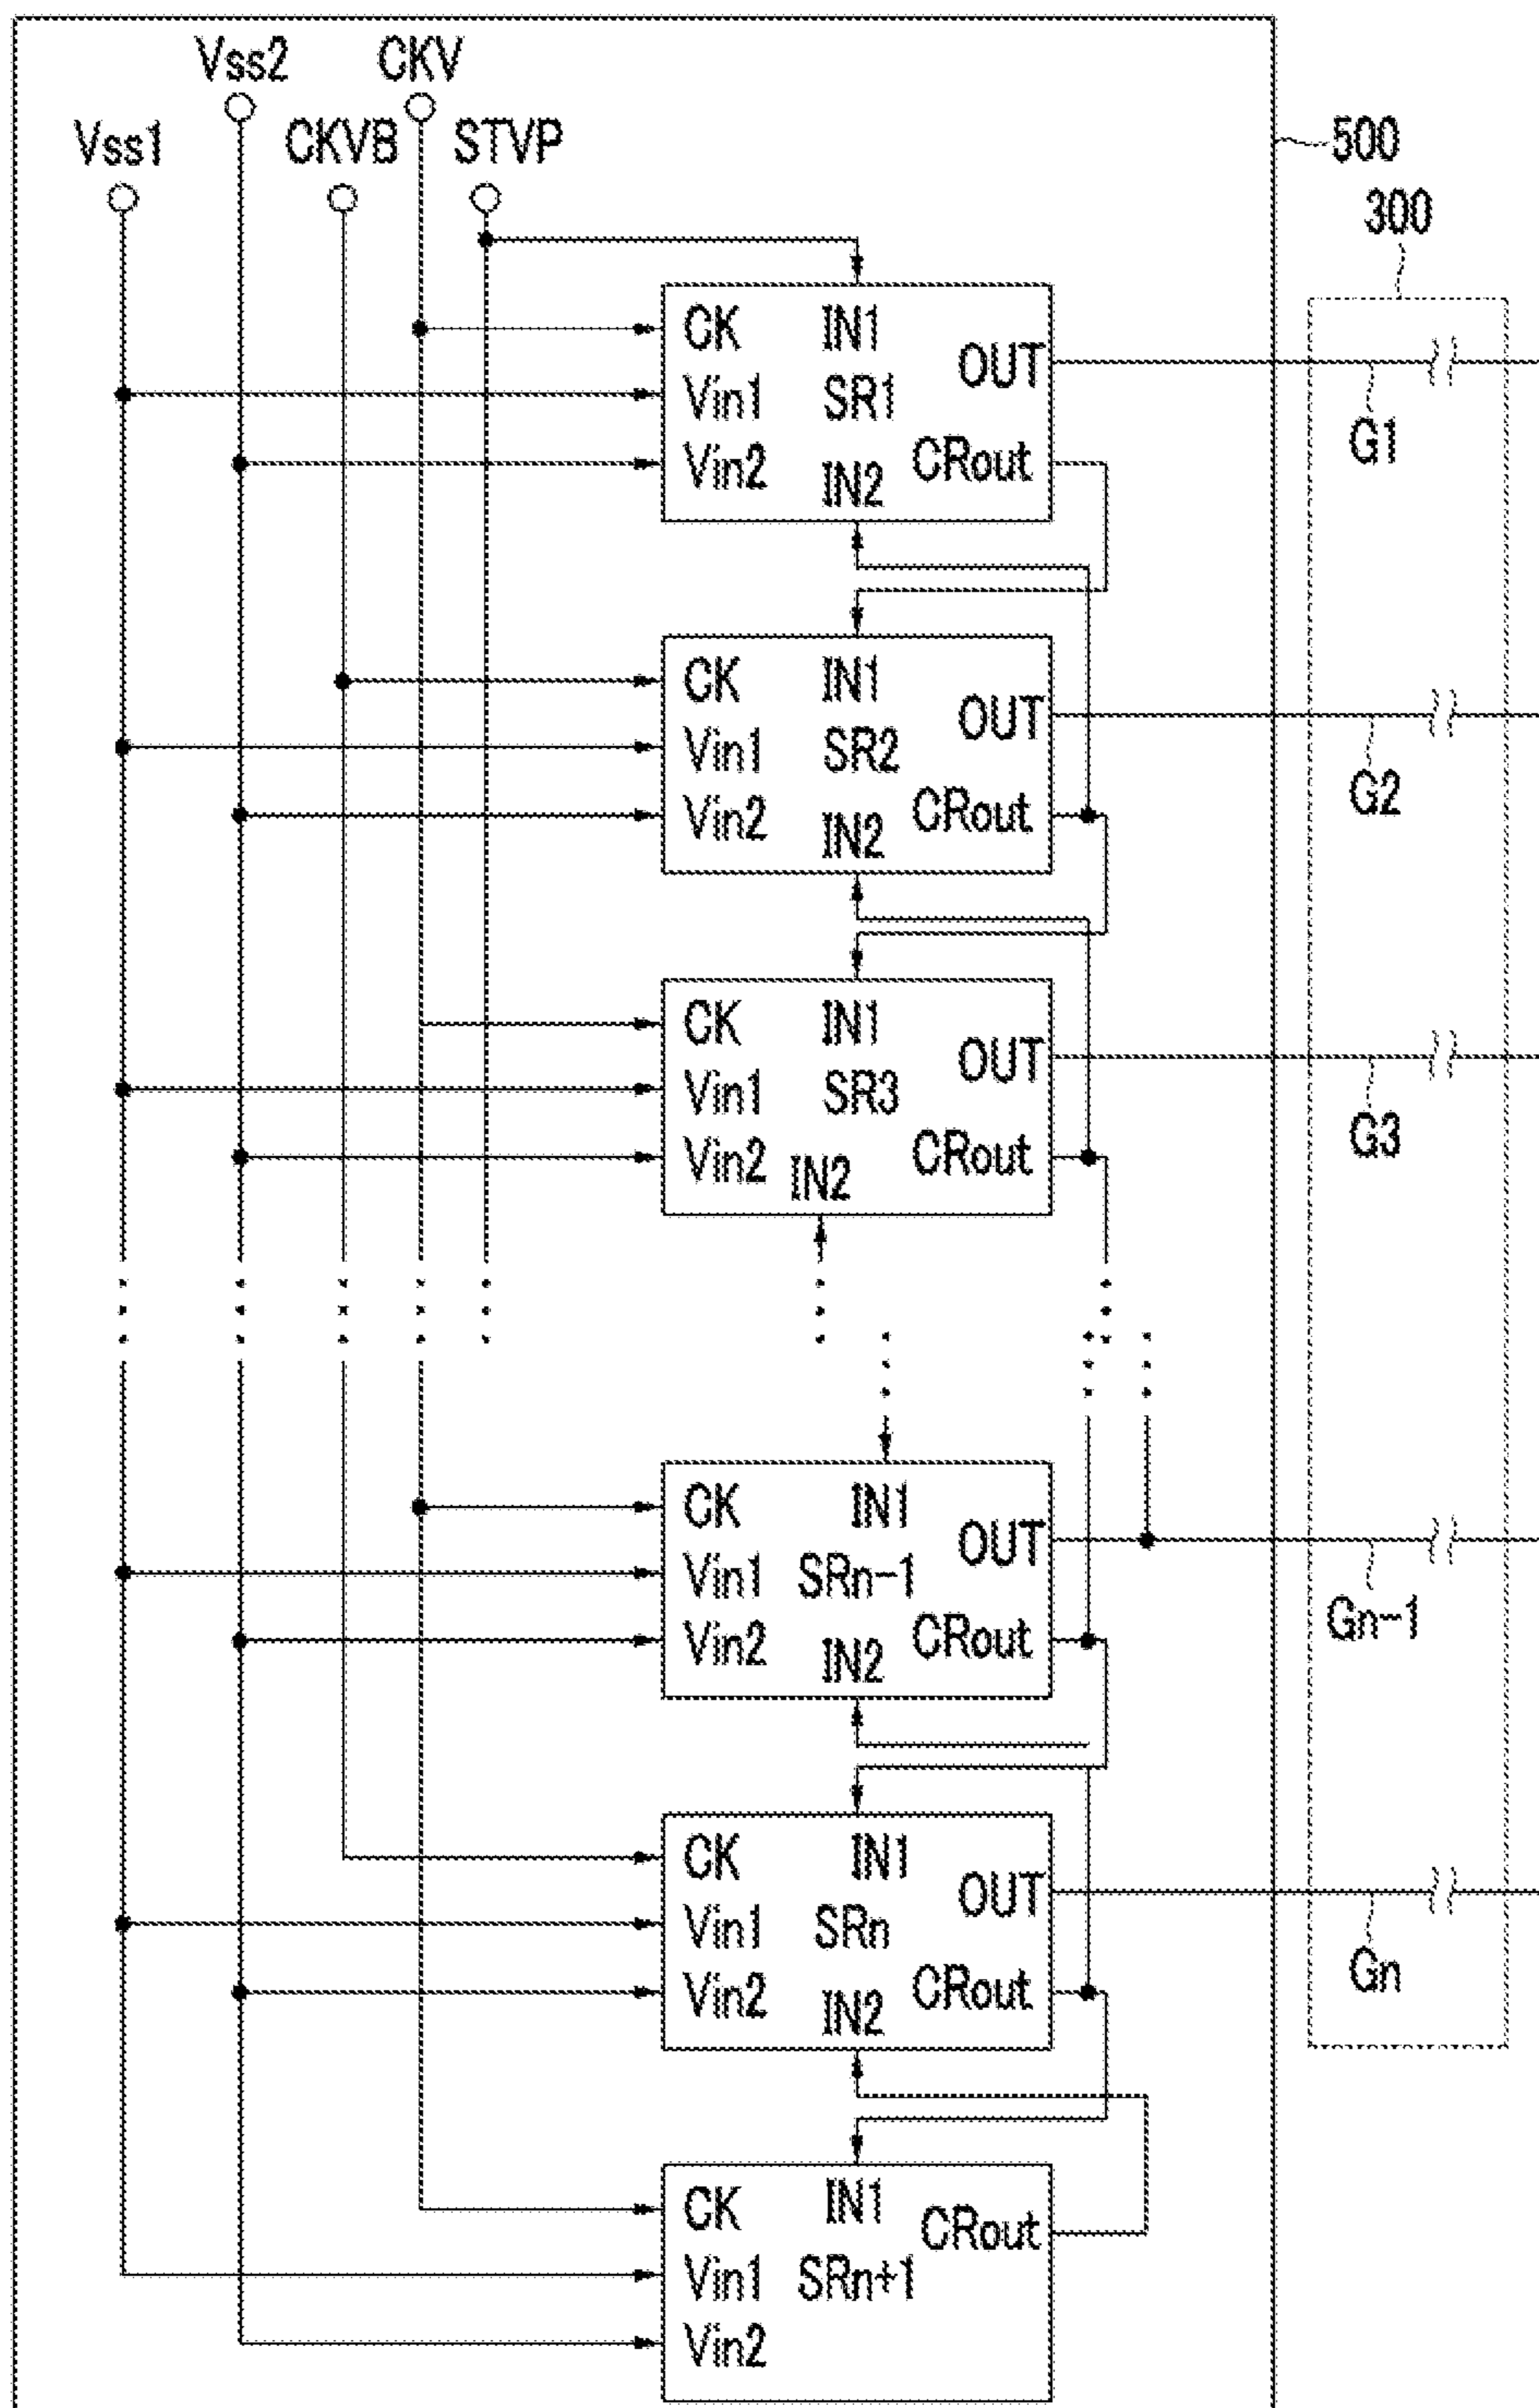 Vss2 CKV
Vss1 CKVB STVP 500
300
CK IN1
OUT
Vin1 SR1
G1
Vin2 IN2 CRout
CK IN1
OUT
Vin1 SR2
G2
Vin2 IN2 CRout
CK IN1
OUT
Vin1 SR3
G3
Vin2 IN2 CRout
CK IN1
OUT
Vin1 SRn-1
Gn-1
Vin2 IN2 CRout
CK IN1
OUT
Vin1 SRn
Gn
Vin2 IN2 CRout
CK IN1
CRout
Vin1 SRn+1
Vin2